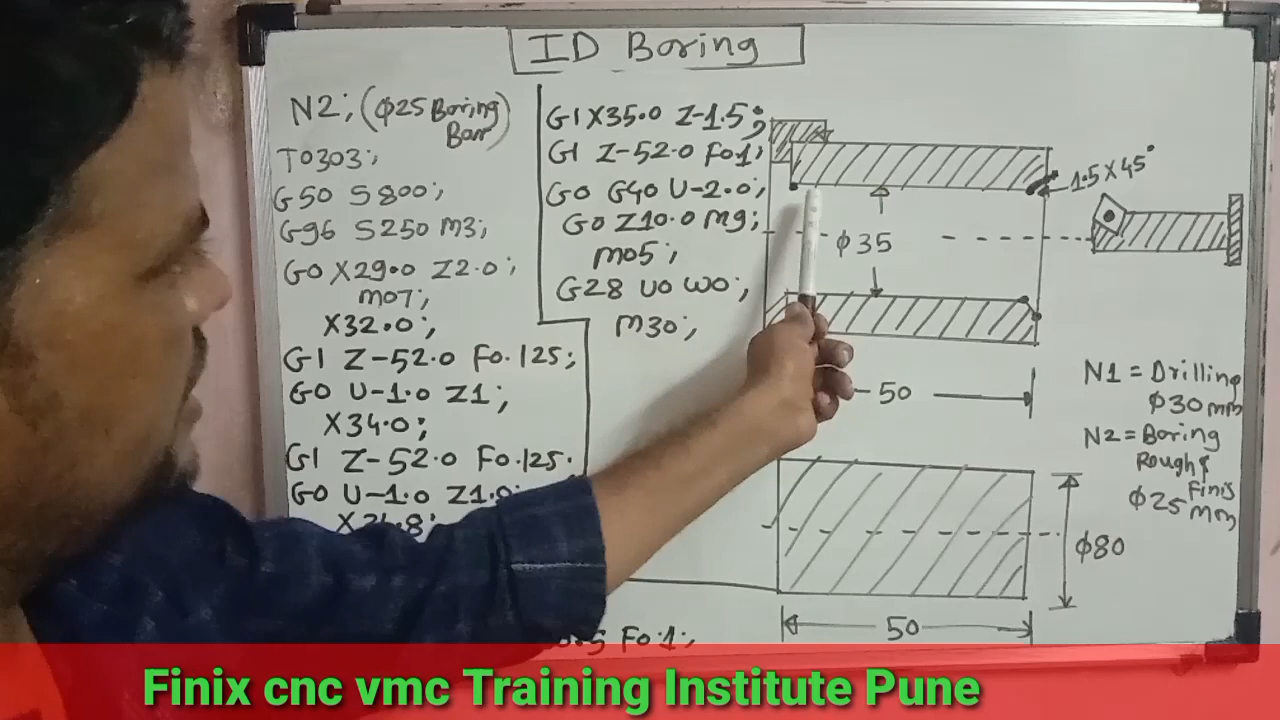 ID Boring
N2; (φ25 Boring
Bar)
T0303;
G50 S800;
G96 S250 M3;
G0 X29.0 Z2.0;
M07;
X32.0;
G1 Z-52.0 F0.125;
G0 U-1.0 Z1;
X34.0;
G1 Z-52.0 F0.125.
G0 U-1.0 Z1.0;
G1 X35.0 Z-1.5;
G1 Z-52.0 F01;
G0 G40 U-2.0;
G0 Z10.0 M9;
M05;
G28 U0 W0;
M30;
F0.1;
1.5X45°
φ35
50
N1 = Drilling
φ30mm
N2 = Boring
Rough &
Finis
φ25 mm
φ80
50
Finix cnc vmc Training Institute Pune